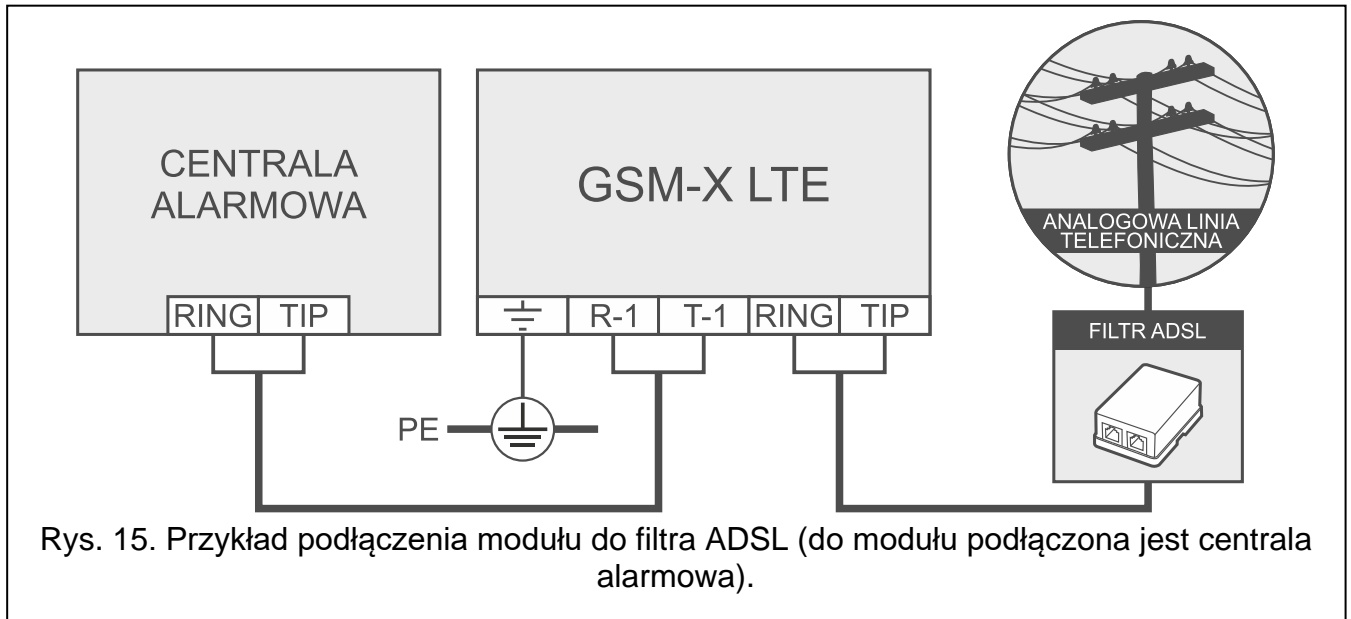 CENTRALA
ALARMOWA
RING TIP
GSM-X LTE
R-1 T-1 RING TIP
PE
ANALOGOWA LINIA
TELEFONICZNA
FILTR ADSL
Rys. 15. Przykład podłączenia modułu do filtra ADSL (do modułu podłączona jest centrala
alarmowa).